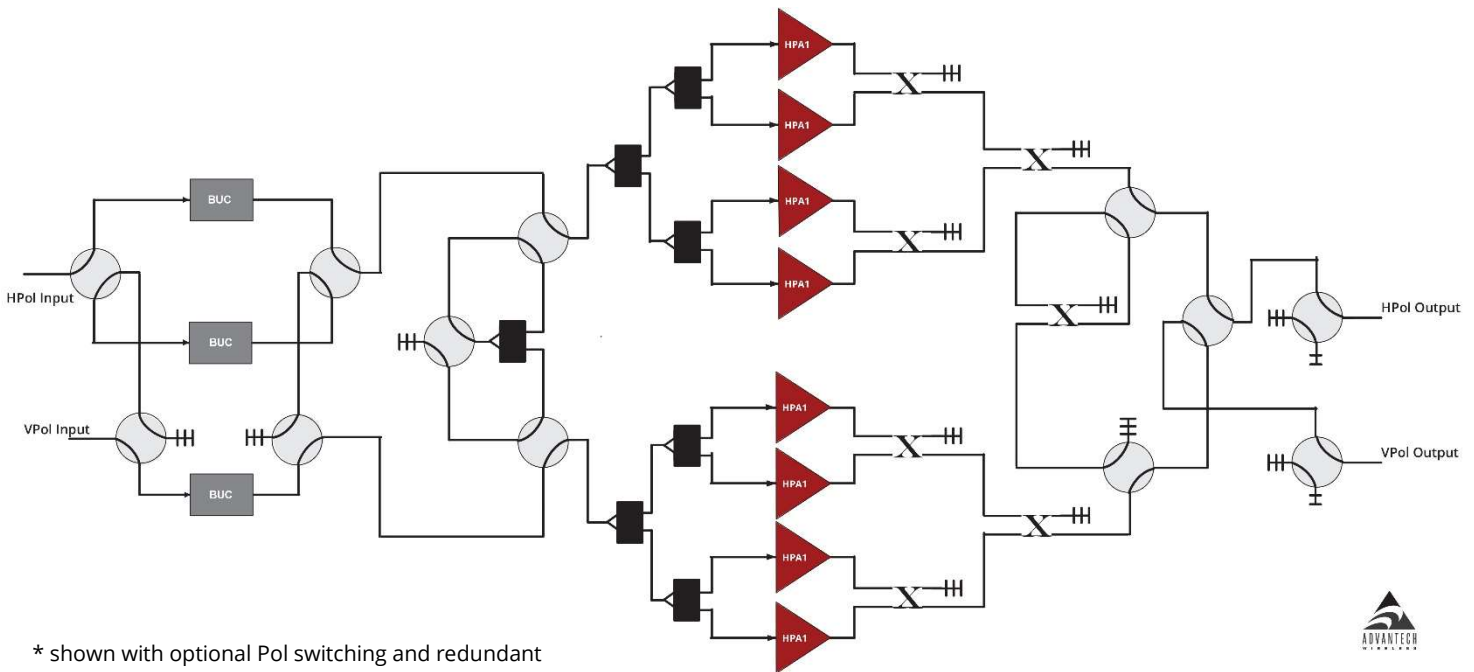 HPA1
HPA1
HPA1
HPA1
BUC
HPol Input
BUC
VPol Input
BUC
HPol Output
VPol Output
HPA1
HPA1
HPA1
HPA1
* shown with optional Pol switching and redundant
ADVANTECH
WIRELESS